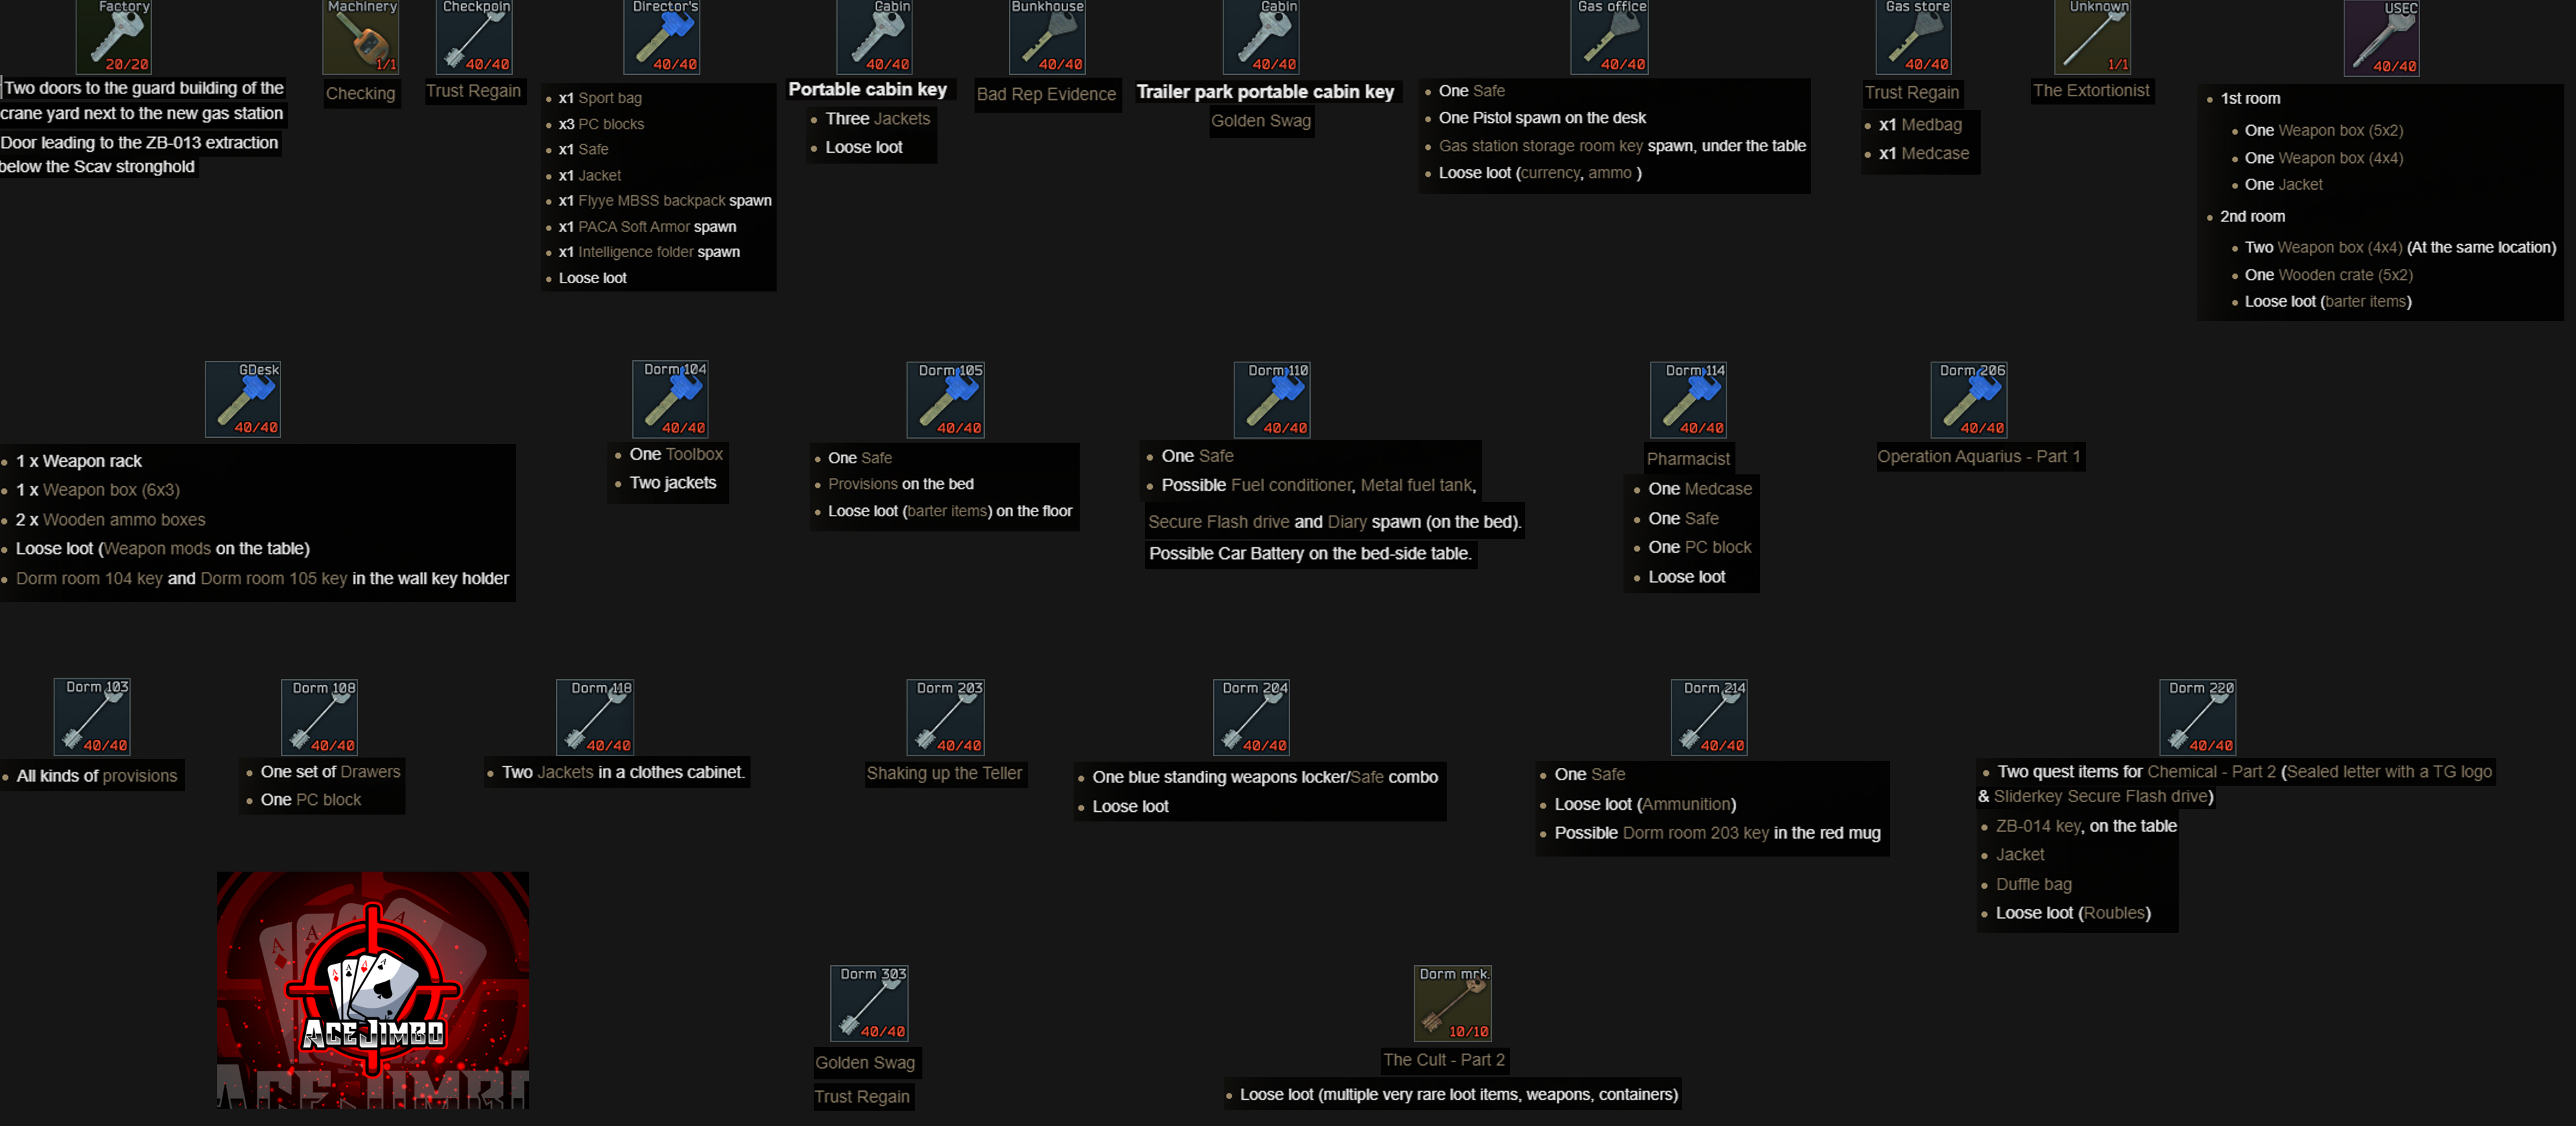 Factory
20/20
Two doors to the guard building of the
crane yard next to the new gas station
Door leading to the ZB-013 extraction
below the Scav stronghold
Machinery
1/1
Checking
Checkpoin
40/40
Trust Regain
Director's
40/40
x1 Sport bag
x3 PC blocks
x1 Safe
x1 Jacket
x1 Flyye MBSS backpack spawn
x1 PACA Soft Armor spawn
x1 Intelligence folder spawn
Loose loot
Cabin
40/40
Portable cabin key
Three Jackets
Loose loot
Bunkhouse
40/40
Bad Rep Evidence
Cabin
40/40
Trailer park portable cabin key
Golden Swag
Gas office
40/40
One Safe
One Pistol spawn on the desk
Gas station storage room key spawn, under the table
Loose loot (currency, ammo )
Gas store
40/40
Trust Regain
x1 Medbag
x1 Medcase
Unknown
1/1
The Extortionist
USEC
40/40
1st room
One Weapon box (5x2)
One Weapon box (4x4)
One Jacket
2nd room
Two Weapon box (4x4) (At the same location)
One Wooden crate (5x2)
Loose loot (barter items)
GDesk
40/40
1 x Weapon rack
1 x Weapon box (6x3)
2 x Wooden ammo boxes
Loose loot (Weapon mods on the table)
Dorm room 104 key and Dorm room 105 key in the wall key holder
Dorm 104
40/40
One Toolbox
Two jackets
Dorm 105
40/40
One Safe
Provisions on the bed
Loose loot (barter items) on the floor
Dorm 110
40/40
One Safe
Possible Fuel conditioner, Metal fuel tank,
Secure Flash drive and Diary spawn (on the bed).
Possible Car Battery on the bed-side table.
Dorm 114
40/40
Pharmacist
One Medcase
One Safe
One PC block
Loose loot
Dorm 206
40/40
Operation Aquarius - Part 1
Dorm 103
40/40
All kinds of provisions
Dorm 108
40/40
One set of Drawers
One PC block
Dorm 118
40/40
Two Jackets in a clothes cabinet.
Dorm 203
40/40
Shaking up the Teller
Dorm 204
40/40
One blue standing weapons locker/Safe combo
Loose loot
Dorm 214
40/40
One Safe
Loose loot (Ammunition)
Possible Dorm room 203 key in the red mug
Dorm 220
40/40
Two quest items for Chemical - Part 2 (Sealed letter with a TG logo
& Sliderkey Secure Flash drive)
ZB-014 key, on the table
Jacket
Duffle bag
Loose loot (Roubles)
A A A A
A A A A
ACE JIMBO
ACE JIMBO
Dorm 303
40/40
Golden Swag
Trust Regain
Dorm mrk.
10/10
The Cult - Part 2
Loose loot (multiple very rare loot items, weapons, containers)